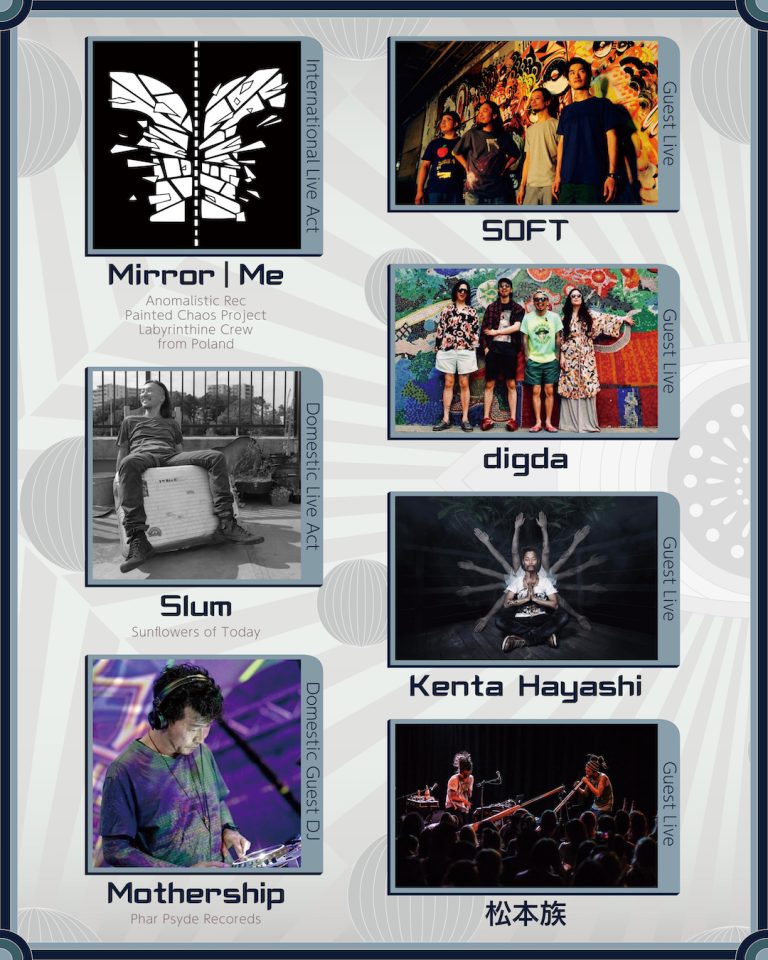 International Live Act
Mirror | Me
Anomalistic Rec
Painted Chaos Project
Labyrinthine Crew
from Poland
Domestic Live Act
Slum
Sunflowers of Today
Domestic Guest DJ
Mothership
Phar Psyde Recoreds
Guest Live
SOFT
Guest Live
digda
Guest Live
Kenta Hayashi
Guest Live
松本族